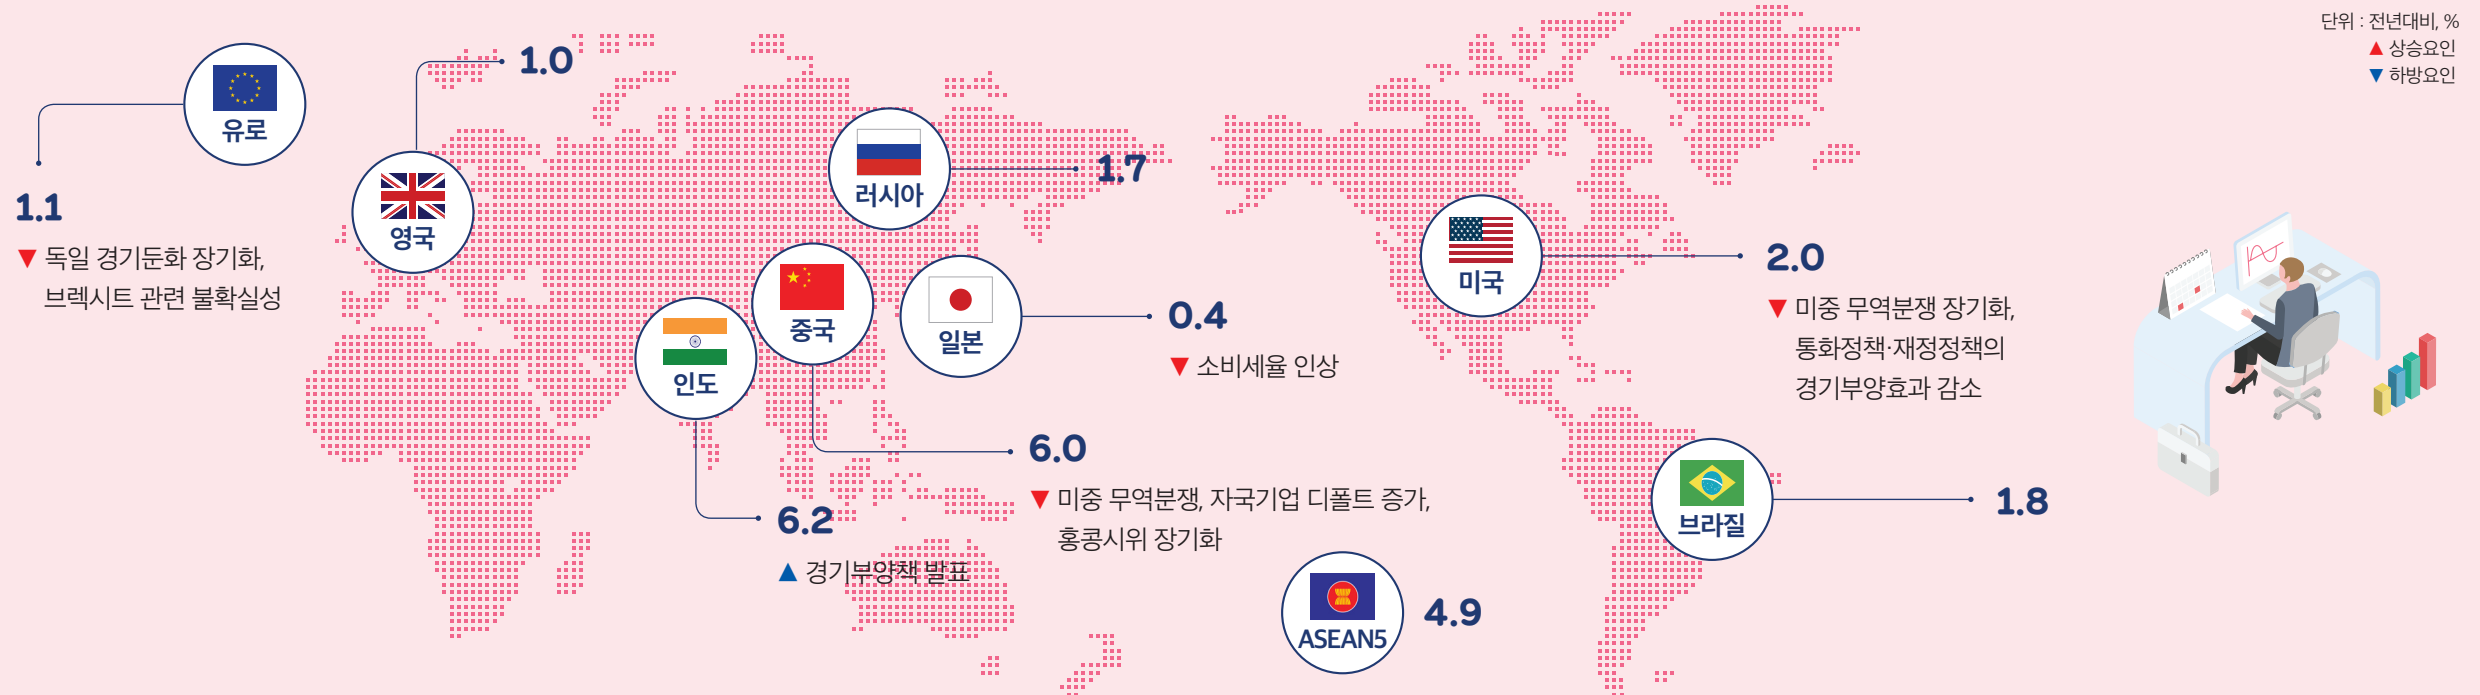 단위 : 전년대비, %
▲ 상승요인
▼ 하방요인
유로
1.1
▼ 독일 경기둔화 장기화,
브렉시트 관련 불확실성
영국
1.0
러시아
1.7
인도
6.2
▲ 경기부양책 발표
중국
6.0
▼ 미중 무역분쟁, 자국기업 디폴트 증가,
홍콩시위 장기화
일본
0.4
▼ 소비세율 인상
ASEAN5
4.9
미국
2.0
▼ 미중 무역분쟁 장기화,
통화정책·재정정책의
경기부양효과 감소
브라질
1.8